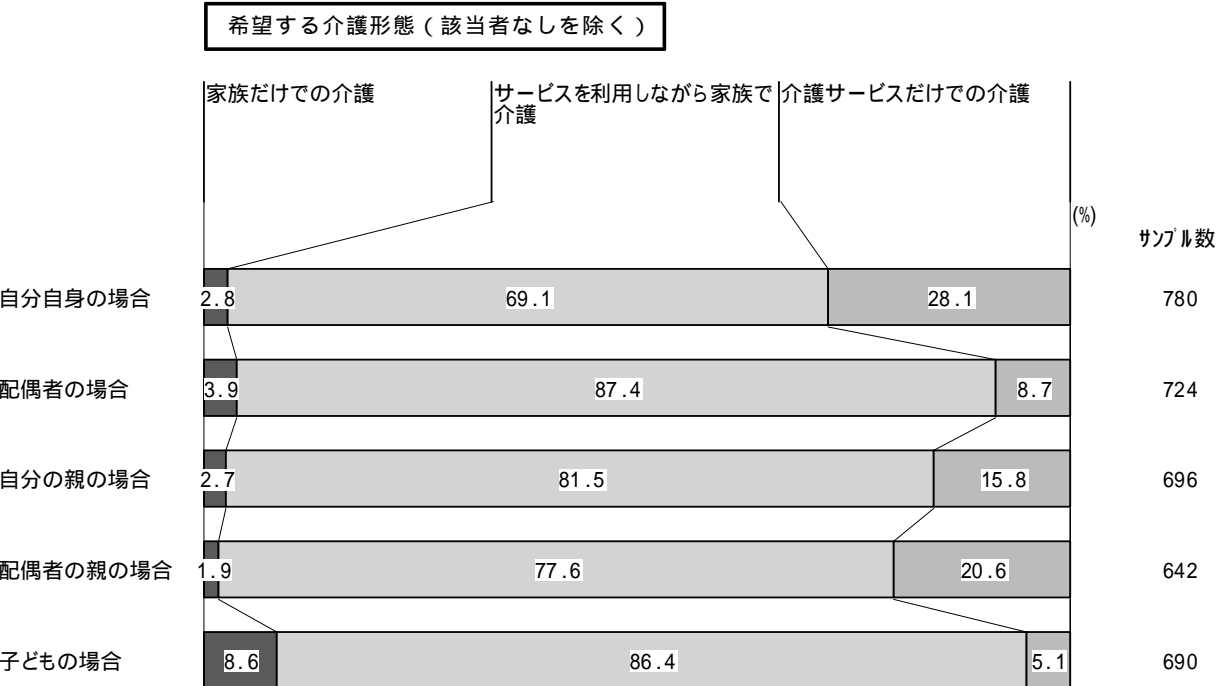 希望する介護形態（該当者なしを除く）
家族だけでの介護
サービスを利用しながら家族で
介護
介護サービスだけでの介護
(%)
ｻﾝﾌﾟﾙ数
自分自身の場合 2.8 69.1 28.1 780
配偶者の場合 3.9 87.4 8.7 724
自分の親の場合 2.7 81.5 15.8 696
配偶者の親の場合 1.9 77.6 20.6 642
子どもの場合 8.6 86.4 5.1 690